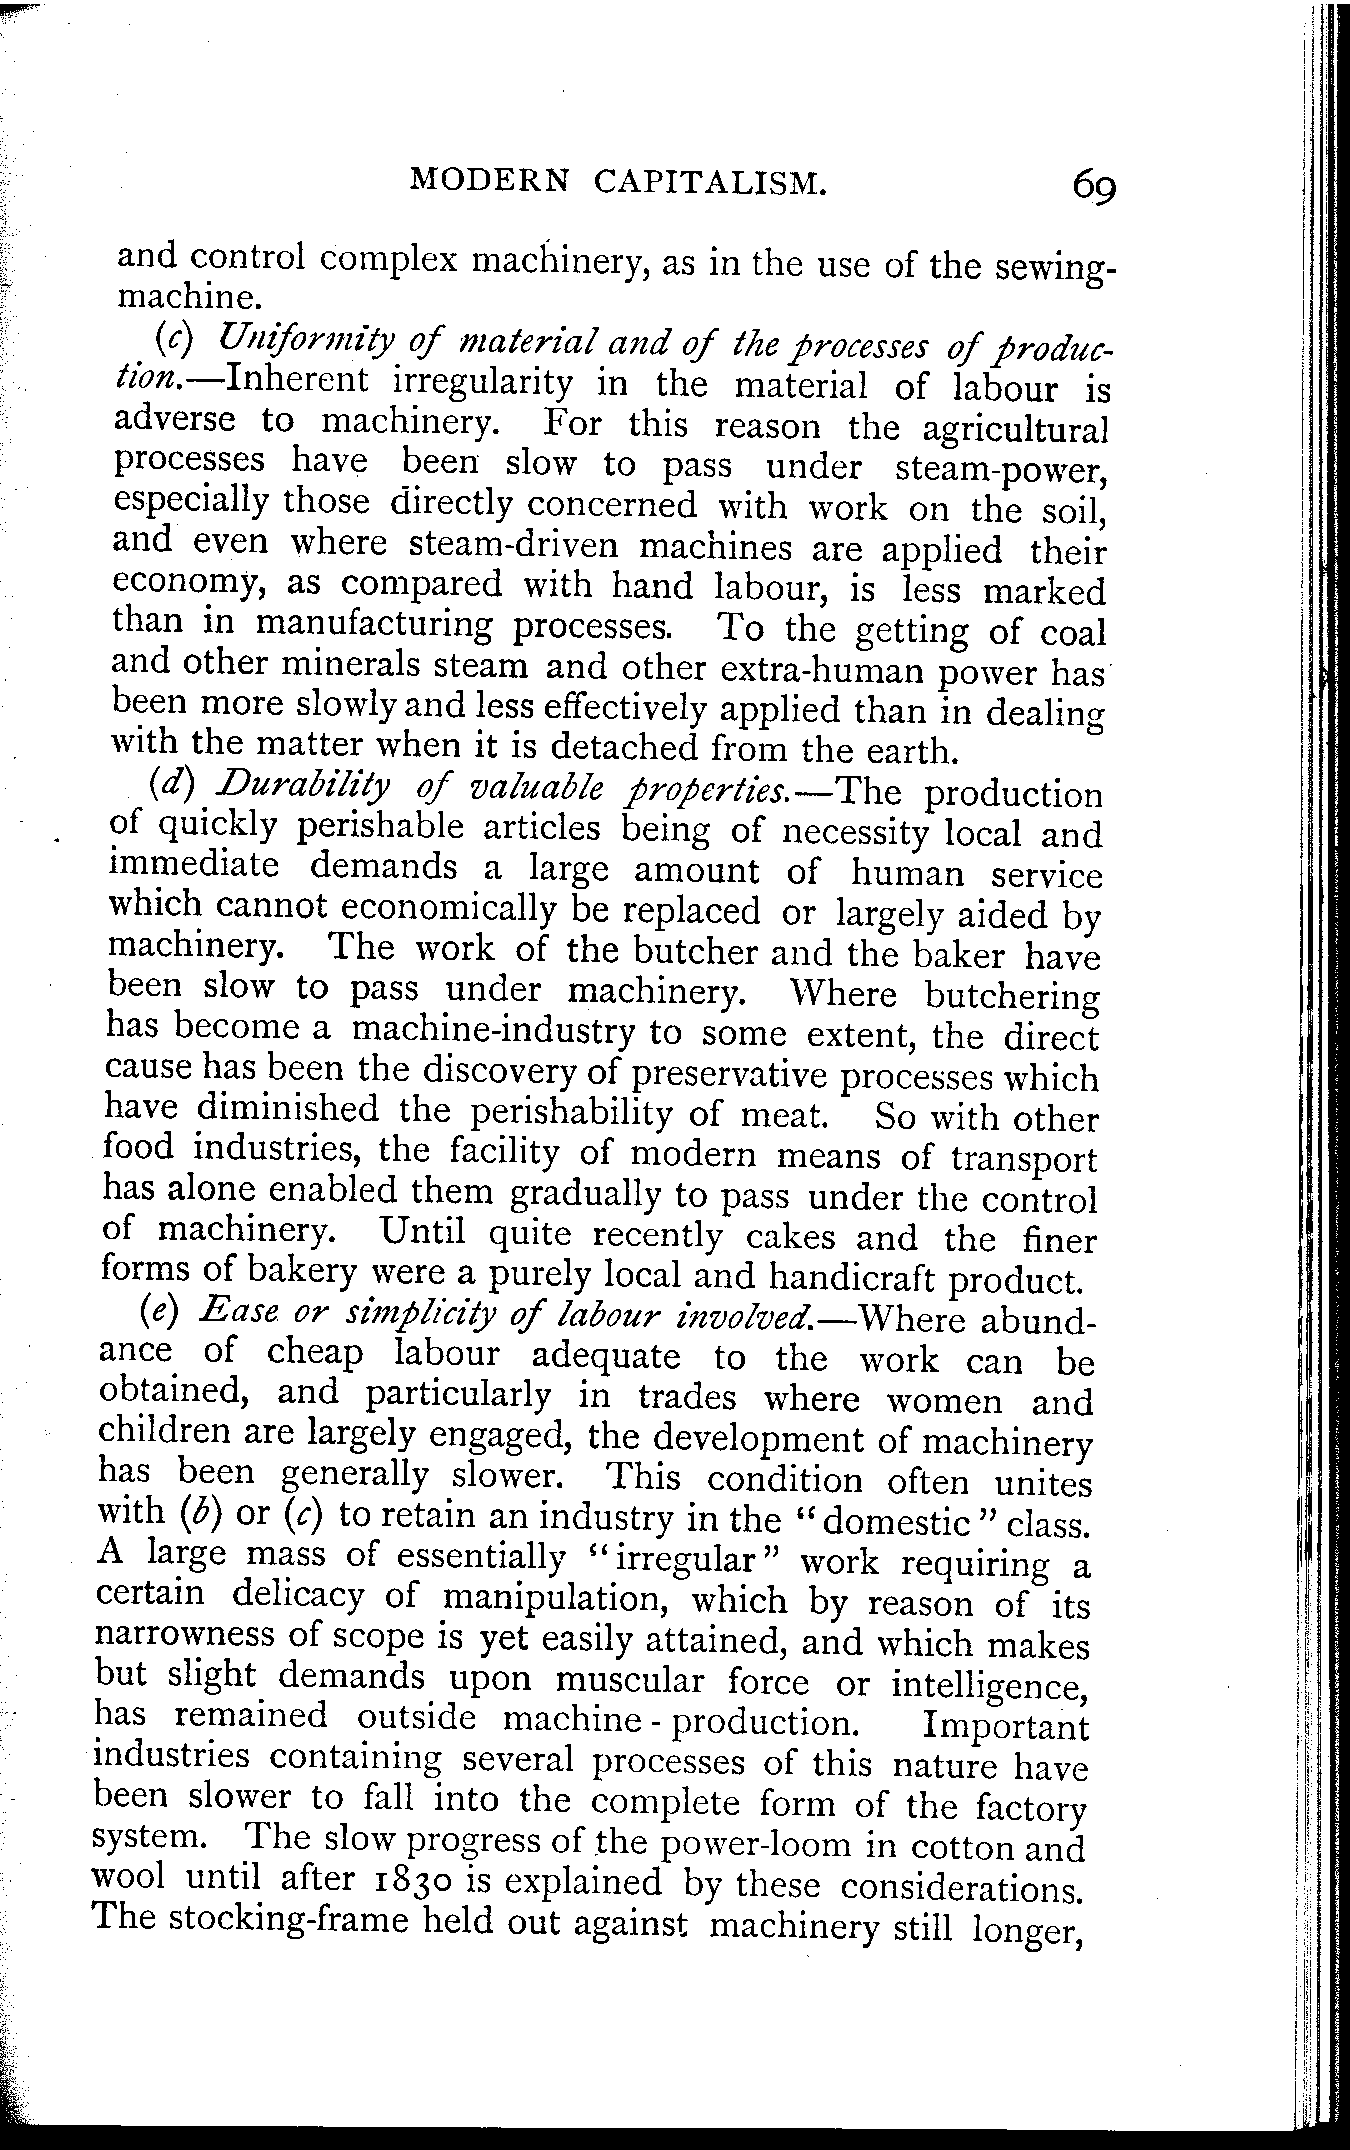 MODERN CAPITALISM. 69
and control complex machinery, as in the use of the sewing-
machine.
(c) Uniformity of material and of the processes of produc-
tion.—Inherent irregularity in the material of labour is
adverse to machinery. For this reason the agricultural
processes have been slow to pass under steam-power,
especially those directly concerned with work on the soil,
and even where steam-driven machines are applied their
economy, as compared with hand labour, is less marked
than in manufacturing processes. To the getting of coal
and other minerals steam and other extra-human power has
been more slowly and less effectively applied than in dealing
with the matter when it is detached from the earth.
(d) Durability of valuable properties.—The production
of quickly perishable articles being of necessity local and
immediate demands a large amount of human service
which cannot economically be replaced or largely aided by
machinery. The work of the butcher and the baker have
been slow to pass under machinery. Where butchering
has become a machine-industry to some extent, the direct
cause has been the discovery of preservative processes which
have diminished the perishability of meat. So with other
food industries, the facility of modern means of transport
has alone enabled them gradually to pass under the control
of machinery. Until quite recently cakes and the finer
forms of bakery were a purely local and handicraft product.
(e) Ease or simplicity of labour involved.—Where abund-
ance of cheap labour adequate to the work can be
obtained, and particularly in trades where women and
children are largely engaged, the development of machinery
has been generally slower. This condition often unites
with (b) or (c) to retain an industry in the "domestic" class.
A large mass of essentially "irregular" work requiring a
certain delicacy of manipulation, which by reason of its
narrowness of scope is yet easily attained, and which makes
but slight demands upon muscular force or intelligence,
has remained outside machine-production. Important
industries containing several processes of this nature have
been slower to fall into the complete form of the factory
system. The slow progress of the power-loom in cotton and
wool until after 1830 is explained by these considerations.
The stocking-frame held out against machinery still longer,